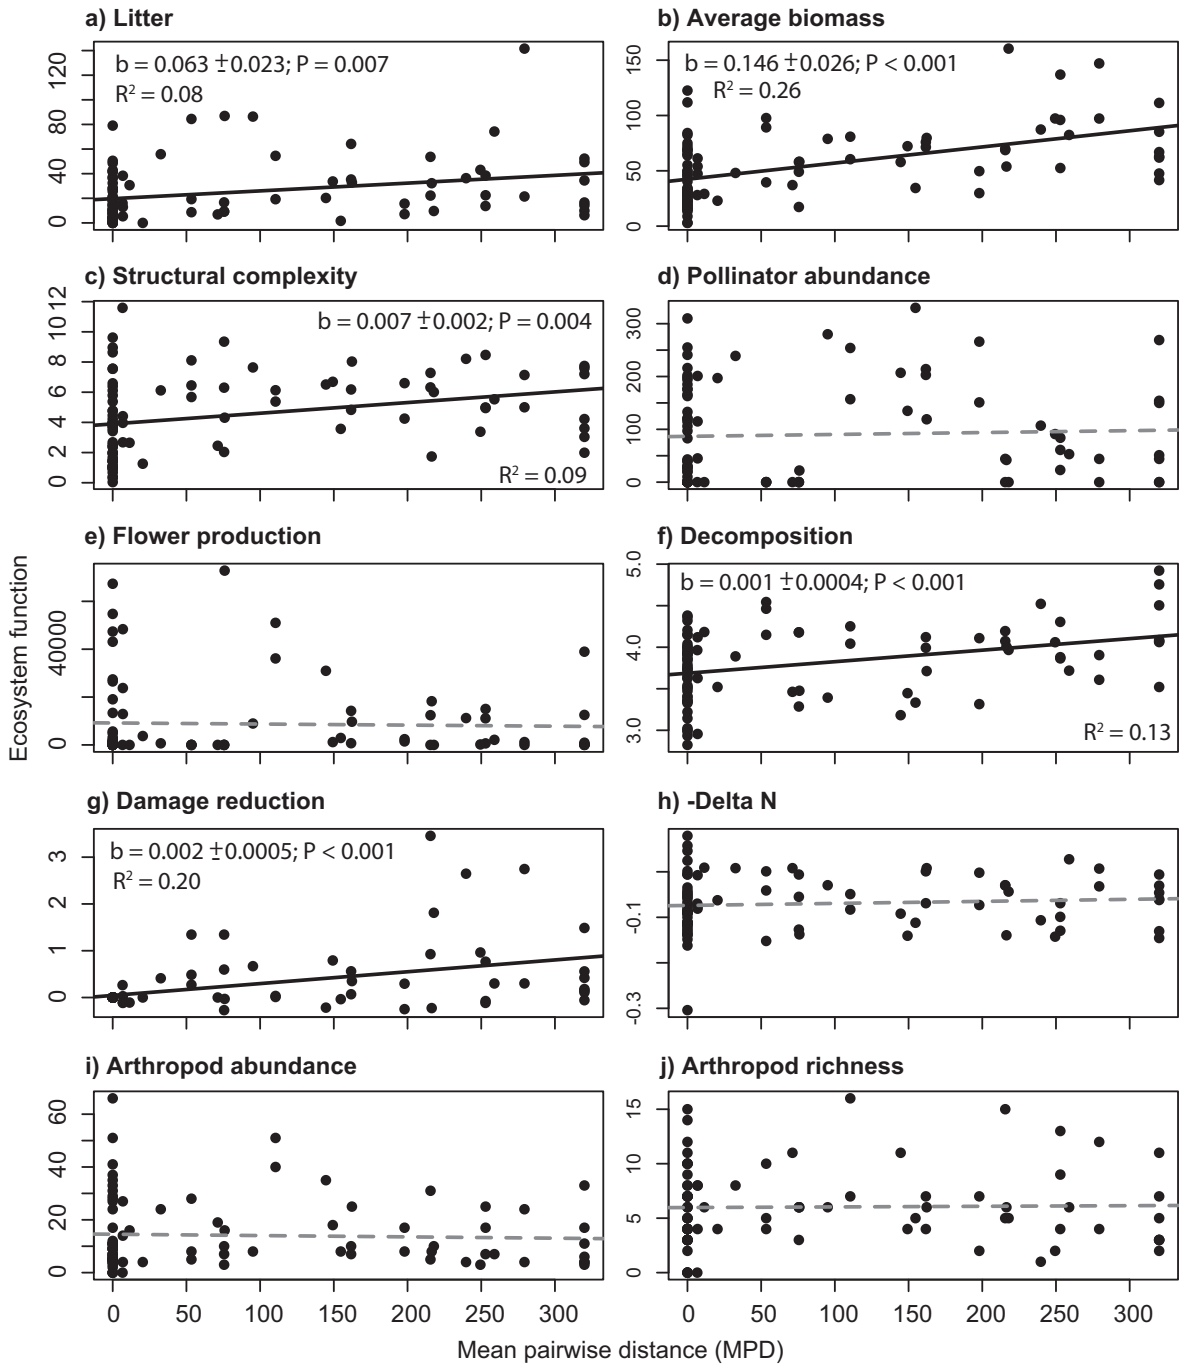 a) Litter
b = 0.063 ±0.023; P = 0.007
R² = 0.08
0 40 80 120
b) Average biomass
b = 0.146 ±0.026; P < 0.001
R² = 0.26
0 50 100 150
c) Structural complexity
b = 0.007 ±0.002; P = 0.004
R² = 0.09
0 2 4 6 8 10 12
d) Pollinator abundance
0 100 200 300
e) Flower production
0 40000
f) Decomposition
b = 0.001 ±0.0004; P < 0.001
R² = 0.13
3.0 4.0 5.0
g) Damage reduction
b = 0.002 ±0.0005; P < 0.001
R² = 0.20
0 1 2 3
h) -Delta N
-0.3 -0.1
i) Arthropod abundance
0 20 40 60
0 50 100 150 200 250 300
j) Arthropod richness
0 5 10 15
0 50 100 150 200 250 300
Ecosystem function
Mean pairwise distance (MPD)